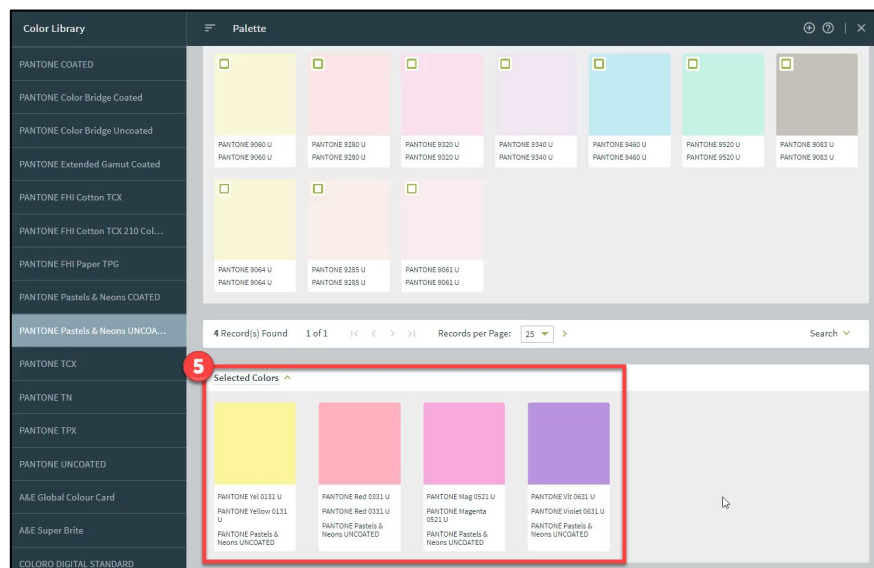 Color Library
Palette
PANTONE COATED
PANTONE Color Bridge Coated
PANTONE Color Bridge Uncoated
PANTONE Extended Gamut Coated
PANTONE FHI Cotton TCX
PANTONE FHI Cotton TCX 210 Col...
PANTONE FHI Paper TPG
PANTONE Pastels & Neons COATED
PANTONE Pastels & Neons UNCOA...
PANTONE TCX
PANTONE TN
PANTONE TPX
PANTONE UNCOATED
A&E Global Colour Card
A&E Super Brite
COLORO DIGITAL STANDARD
PANTONE 9060 U
PANTONE 9060 U
PANTONE 9280 U
PANTONE 9280 U
PANTONE 9320 U
PANTONE 9320 U
PANTONE 9340 U
PANTONE 9340 U
PANTONE 9460 U
PANTONE 9460 U
PANTONE 9520 U
PANTONE 9520 U
PANTONE 9083 U
PANTONE 9083 U
PANTONE 9064 U
PANTONE 9064 U
PANTONE 9285 U
PANTONE 9285 U
PANTONE 9061 U
PANTONE 9061 U
4 Record(s) Found 1 of 1 Records per Page: 25 Search
5
Selected Colors
PANTONE Yel 0131 U
PANTONE Yellow 0131
U
PANTONE Pastels &
Neons UNCOATED
PANTONE Red 0331 U
PANTONE Red 0331 U
PANTONE Pastels &
Neons UNCOATED
PANTONE Mag 0521 U
PANTONE Magenta
0521 U
PANTONE Pastels &
Neons UNCOATED
PANTONE Vit 0631 U
PANTONE Violet 0631 U
PANTONE Pastels &
Neons UNCOATED